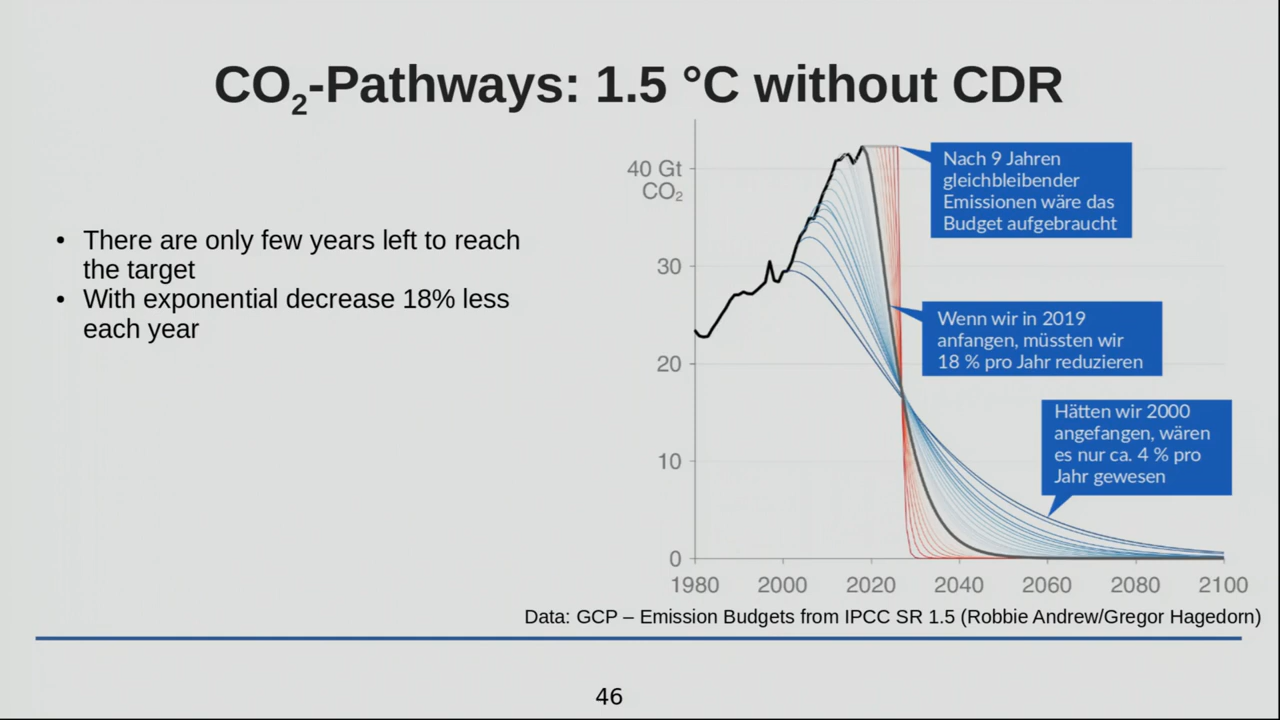 CO₂-Pathways: 1.5 °C without CDR
• There are only few years left to reach
the target
• With exponential decrease 18% less
each year
40 Gt
CO₂
30
20
10
0
1980 2000 2020 2040 2060 2080 2100
Nach 9 Jahren
gleichbleibender
Emissionen wäre das
Budget aufgebraucht
Wenn wir in 2019
anfangen, müssten wir
18 % pro Jahr reduzieren
Hätten wir 2000
angefangen, wären
es nur ca. 4 % pro
Jahr gewesen
Data: GCP – Emission Budgets from IPCC SR 1.5 (Robbie Andrew/Gregor Hagedorn)
46